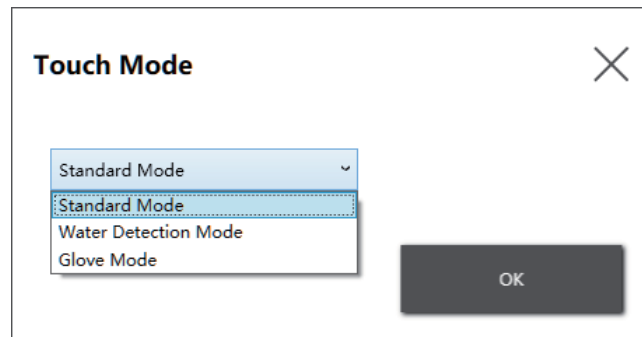 Touch Mode
Standard Mode
Standard Mode
Water Detection Mode
Glove Mode
OK